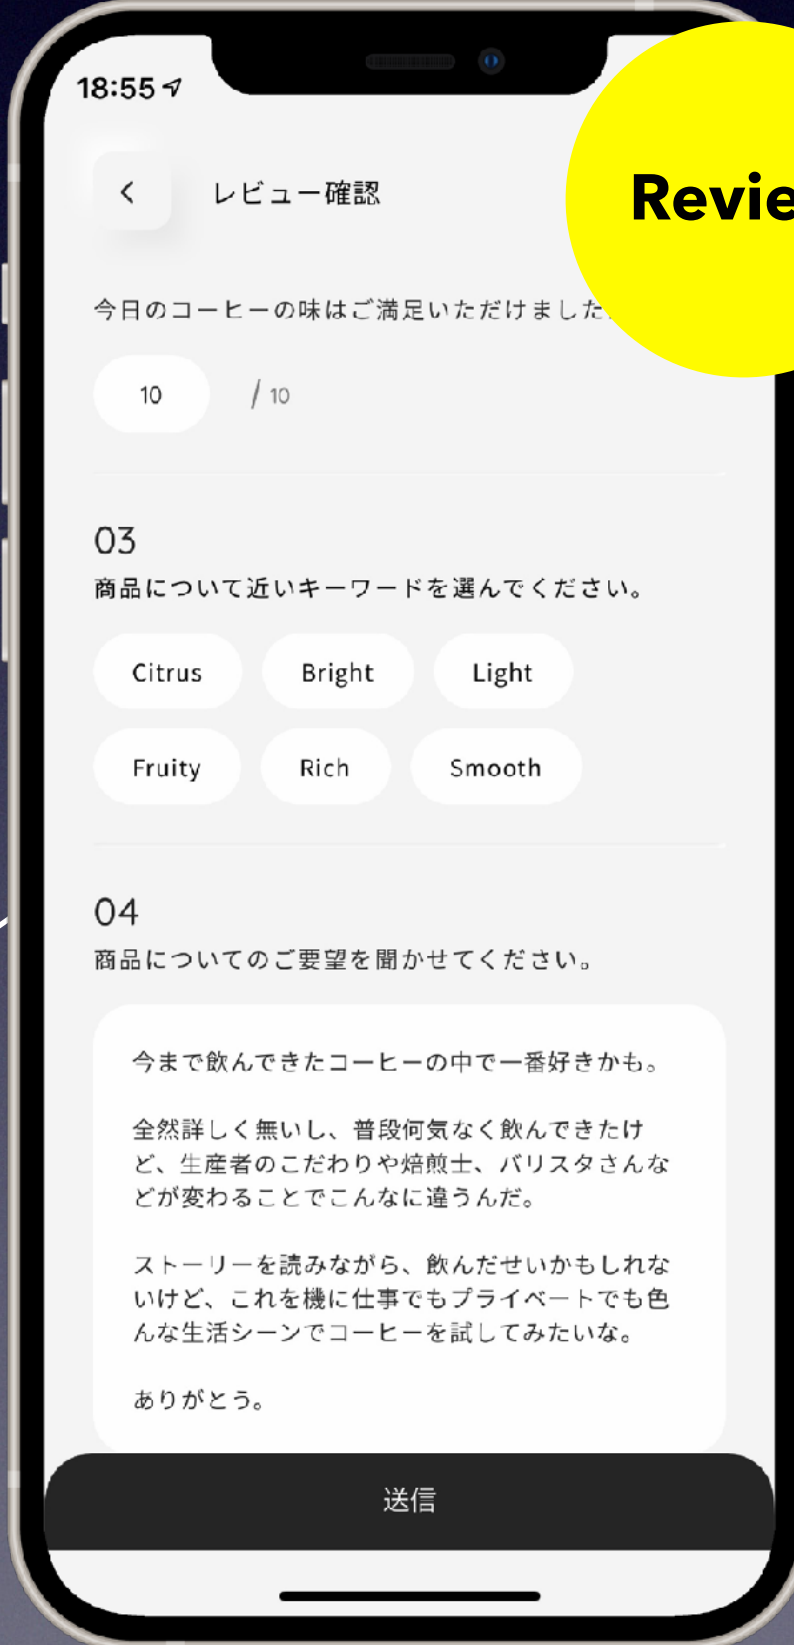 18:55
レビュー確認
Revie
今日のコーヒーの味はご満足いただけました
10 / 10
03
商品について近いキーワードを選んでください。
Citrus Bright Light
Fruity Rich Smooth
04
商品についてのご要望を聞かせてください。
今まで飲んできたコーヒーの中で一番好きかも。
全然詳しく無いし、普段何気なく飲んできたけ
ど、生産者のこだわりや焙煎士、バリスタさんな
どが変わることでこんなに違うんだ。
ストーリーを読みながら、飲んだせいかもしれな
いけど、これを機に仕事でもプライベートでも色
んな生活シーンでコーヒーを試してみたいな。
ありがとう。
送信